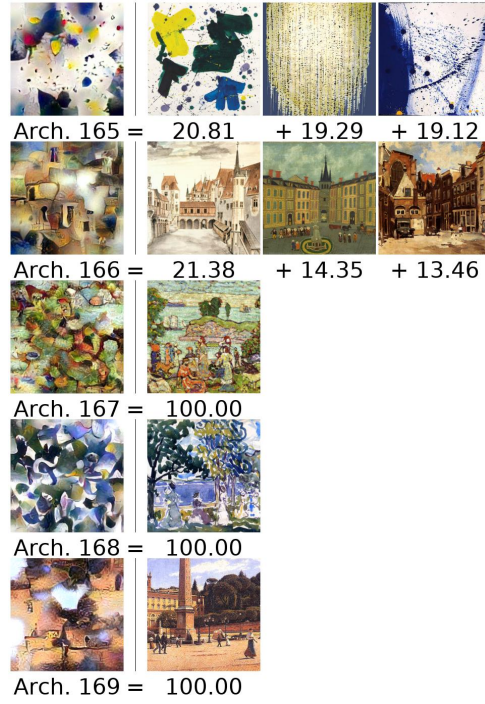 Arch. 165 = 20.81 + 19.29 + 19.12
Arch. 166 = 21.38 + 14.35 + 13.46
Arch. 167 = 100.00
Arch. 168 = 100.00
Arch. 169 = 100.00